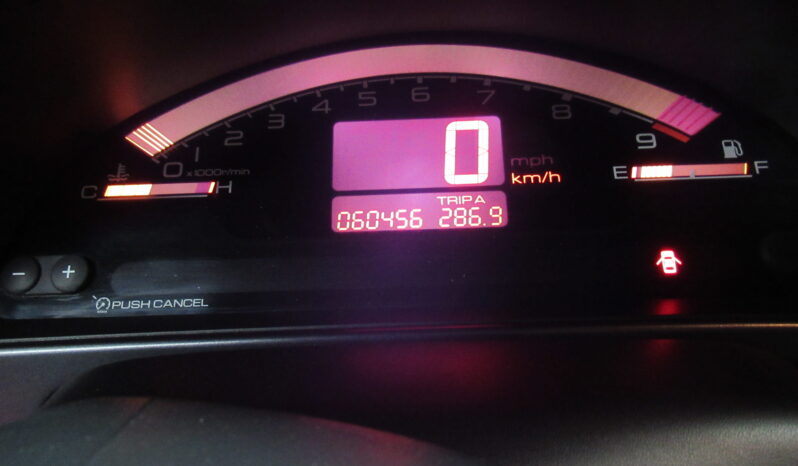 0 1 2 3 4 5 6 7 8 9
x1000r/min
C H
0 mph
km/h
E F
TRIP A
060456 286.9
− +
PUSH CANCEL